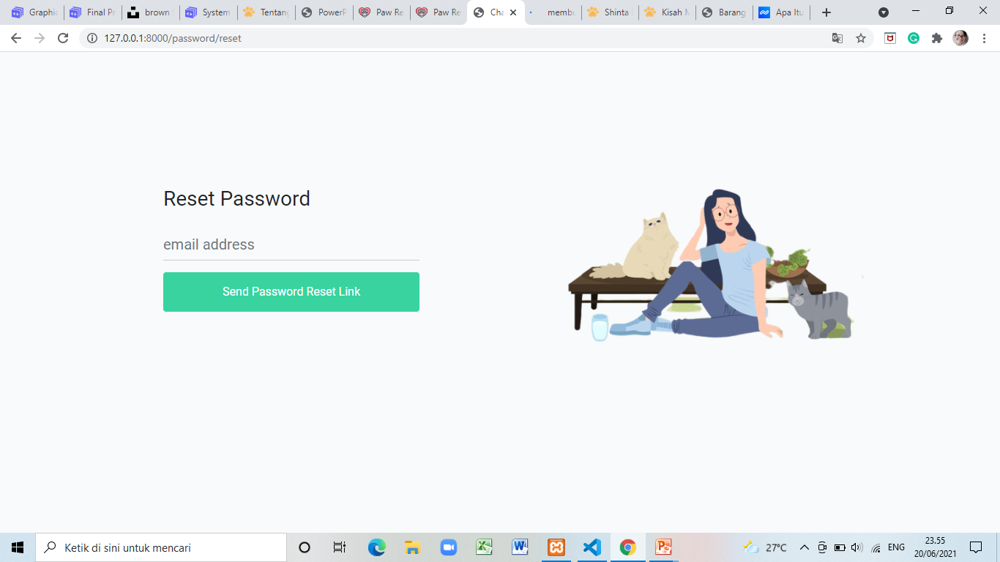 Graphic
Final Pr
brown
System
Tentang
PowerP
Paw Re
Paw Re
Cha
membu
Shinta
Kisah M
Barang
Apa Itu
127.0.0.1:8000/password/reset
Reset Password
email address
Send Password Reset Link
Ketik di sini untuk mencari
27°C
ENG
23.55
20/06/2021